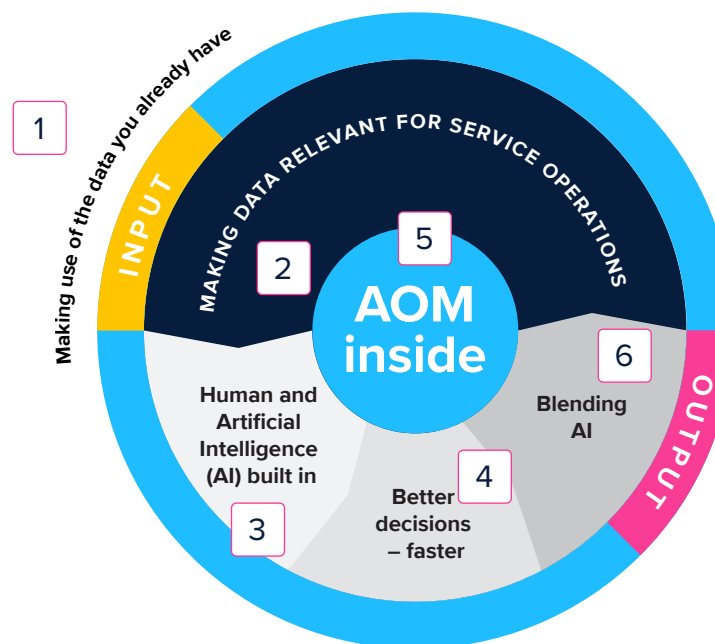 1
Making use of the data you already have
INPUT
MAKING DATA RELEVANT FOR SERVICE OPERATIONS
2
5
AOM
inside
Human and
Artificial
Intelligence
(AI) built in
3
Better
decisions
– faster
4
Blending
AI
6
OUTPUT